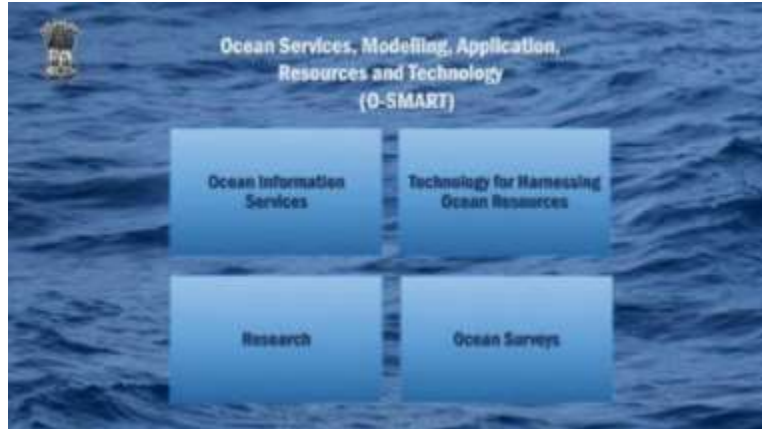 Ocean Services, Modelling, Application,
Resources and Technology
(O-SMART)
Ocean Information
Services
Technology for Harnessing
Ocean Resources
Research
Ocean Surveys